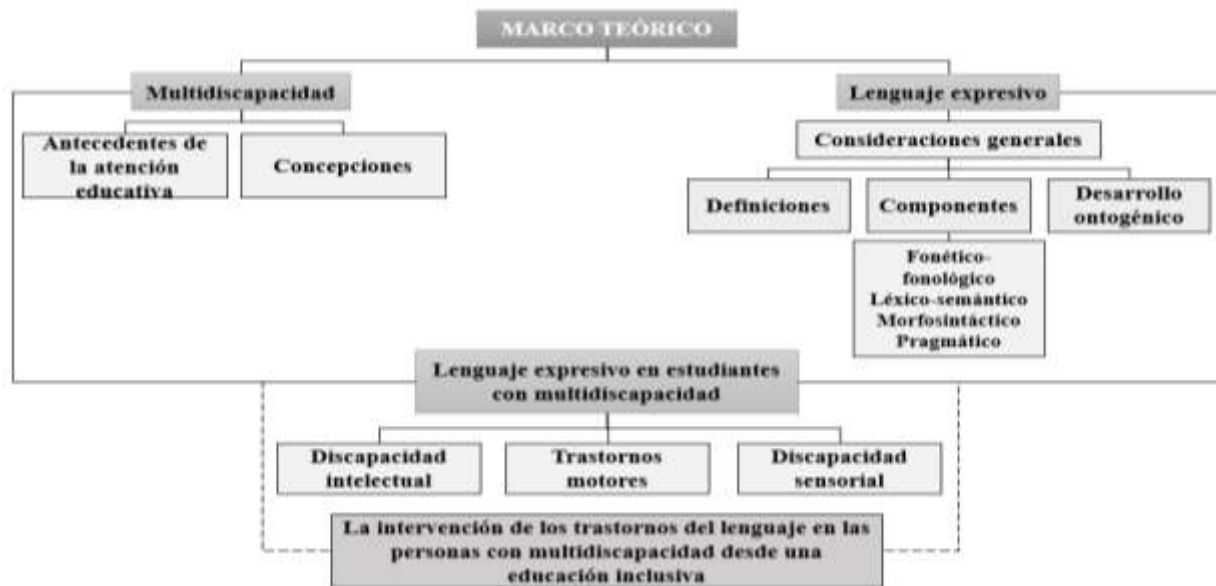 MARCO TEÓRICO
Multidiscapacidad
Lenguaje expresivo
Antecedentes de
la atención
educativa
Concepciones
Consideraciones generales
Definiciones
Componentes
Desarrollo
ontogénico
Fonético-
fonológico
Léxico-semántico
Morfosintáctico
Pragmático
Lenguaje expresivo en estudiantes
con multidiscapacidad
Discapacidad
intelectual
Trastornos
motores
Discapacidad
sensorial
La intervención de los trastornos del lenguaje en las
personas con multidiscapacidad desde una
educación inclusiva